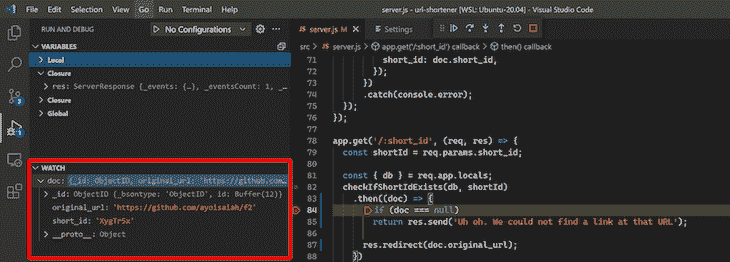 File Edit Selection View Go Run Terminal Help
server.js - url-shortener [WSL: Ubuntu-20.04] - Visual Studio Code
RUN AND DEBUG
No Configurations
VARIABLES
Local
Closure
res: ServerResponse {_events: {…}, _eventsCount: 1, _…
Closure
Global
WATCH
doc: {_id: ObjectID, original_url: 'https://github.com…
_id: ObjectID {_bsontype: 'ObjectID', id: Buffer(12)}
original_url: 'https://github.com/ayoisaiah/f2'
short_id: 'XygTr5x'
__proto__: Object
3
1
server.js M
Settings
src > server.js > app.get('/:short_id') callback > then() callback
71 short_id: doc.short_id,
72 });
73 })
74 .catch(console.error);
75 });
76 });
77
78 app.get('/:short_id', (req, res) => {
79 const shortId = req.params.short_id;
80
81 const { db } = req.app.locals;
82 checkIfShortIdExists(db, shortId)
83 .then((doc) => {
84 if (doc === null)
85 return res.send('Uh oh. We could not find a link at that URL');
86
87 res.redirect(doc.original_url);
88 })